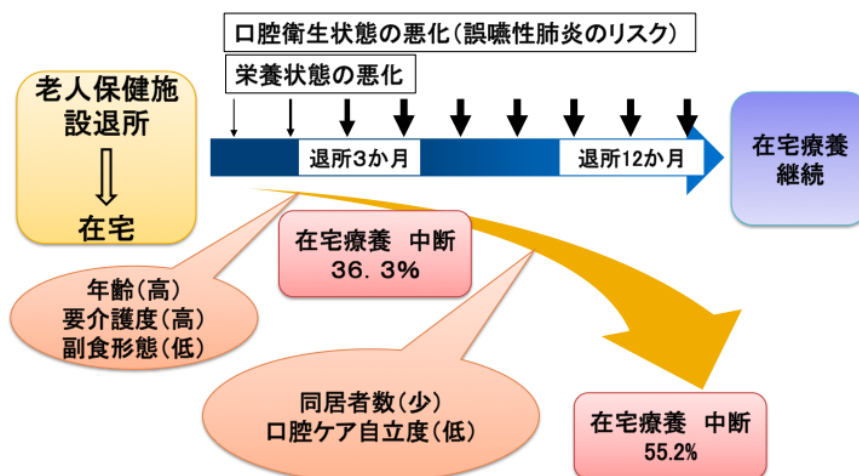 口腔衛生状態の悪化(誤嚥性肺炎のリスク)
栄養状態の悪化
老人保健施
設退所
在宅
退所3か月
退所12か月
在宅療養
継続
在宅療養 中断
36.3%
年齢(高)
要介護度(高)
副食形態(低)
同居者数(少)
口腔ケア自立度(低)
在宅療養 中断
55.2%